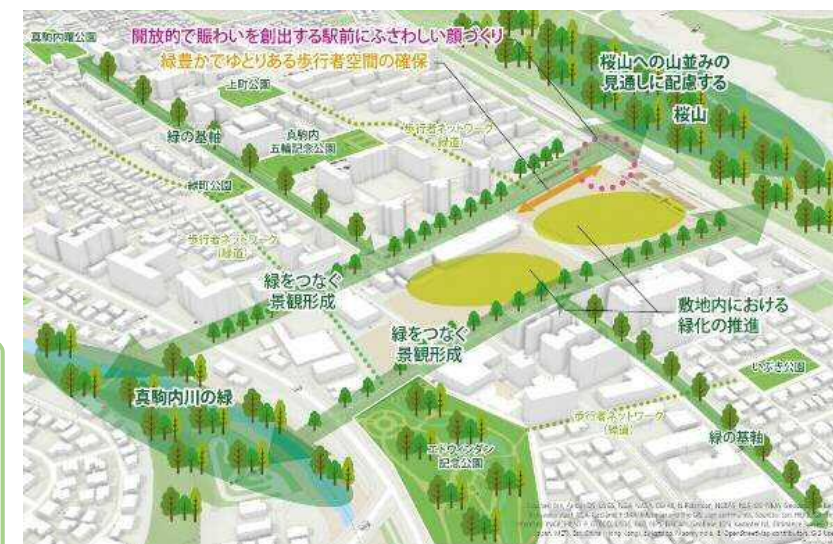 開放的で賑わいを創出する駅前にふさわしい顔づくり
緑豊かでゆとりある歩行者空間の確保
真駒内曙公園
上町公園
桜山への山並みの
見通しに配慮する
桜山
緑の基軸
真駒内
五輪記念公園
歩行者ネットワーク
(緑道)
緑町公園
歩行者ネットワーク
(緑道)
緑をつなぐ
景観形成
緑をつなぐ
景観形成
敷地内における
緑化の推進
いぶき公園
真駒内川の緑
エドウィンダン
記念公園
歩行者ネットワーク
(緑道)
緑の基軸